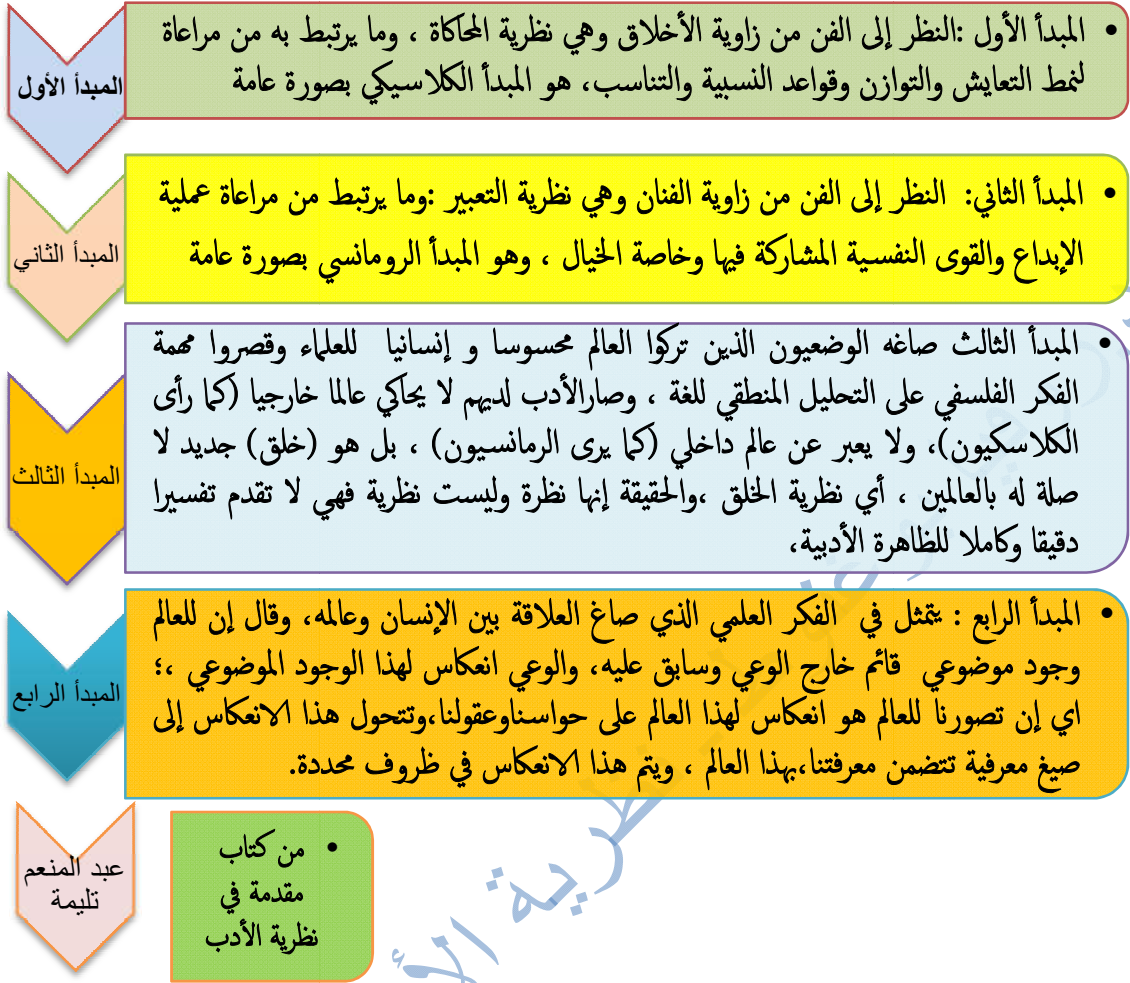 المبدأ الأول
• المبدأ الأول :النظر إلى الفن من زاوية الأخلاق وهي نظرية المحاكاة ، وما يرتبط به من مراعاة
لنمط التعايش والتوازن وقواعد النسبية والتناسب، هو المبدأ الكلاسيكي بصورة عامة
المبدأ الثاني
• المبدأ الثاني: النظر إلى الفن من زاوية الفنان وهي نظرية التعبير :وما يرتبط من مراعاة عملية
الإبداع والقوى النفسية المشاركة فيها وخاصة الخيال ، وهو المبدأ الرومانسي بصورة عامة
المبدأ الثالث
• المبدأ الثالث صاغه الوضعيون الذين تركوا العالم محسوسا و إنسانيا للعلماء وقصروا مهمة
الفكر الفلسفي على التحليل المنطقي للغة ، وصارالأدب لديهم لا يحاكي عالما خارجيا (كما رأى
الكلاسكيون)، ولا يعبر عن عالم داخلي (كما يرى الرمانسيون) ، بل هو (خلق) جديد لا
صلة له بالعالمين ، أي نظرية الخلق ،والحقيقة إنها نظرة وليست نظرية فهي لا تقدم تفسيرا
دقيقا وكاملا للظاهرة الأدبية،
المبدأ الرابع
• المبدأ الرابع : يتمثل في الفكر العلمي الذي صاغ العلاقة بين الإنسان وعالمه، وقال إن للعالم
وجود موضوعي قائم خارج الوعي وسابق عليه، والوعي انعكاس لهذا الوجود الموضوعي ،؛
اي إن تصورنا للعالم هو انعكاس لهذا العالم على حواسناوعقولنا،وتتحول هذا الانعكاس إلى
صيغ معرفية تتضمن معرفتنا،بهذا العالم ، ويتم هذا الانعكاس في ظروف محددة.
عبد المنعم
تليمة
• من كتاب
مقدمة في
نظرية الأدب